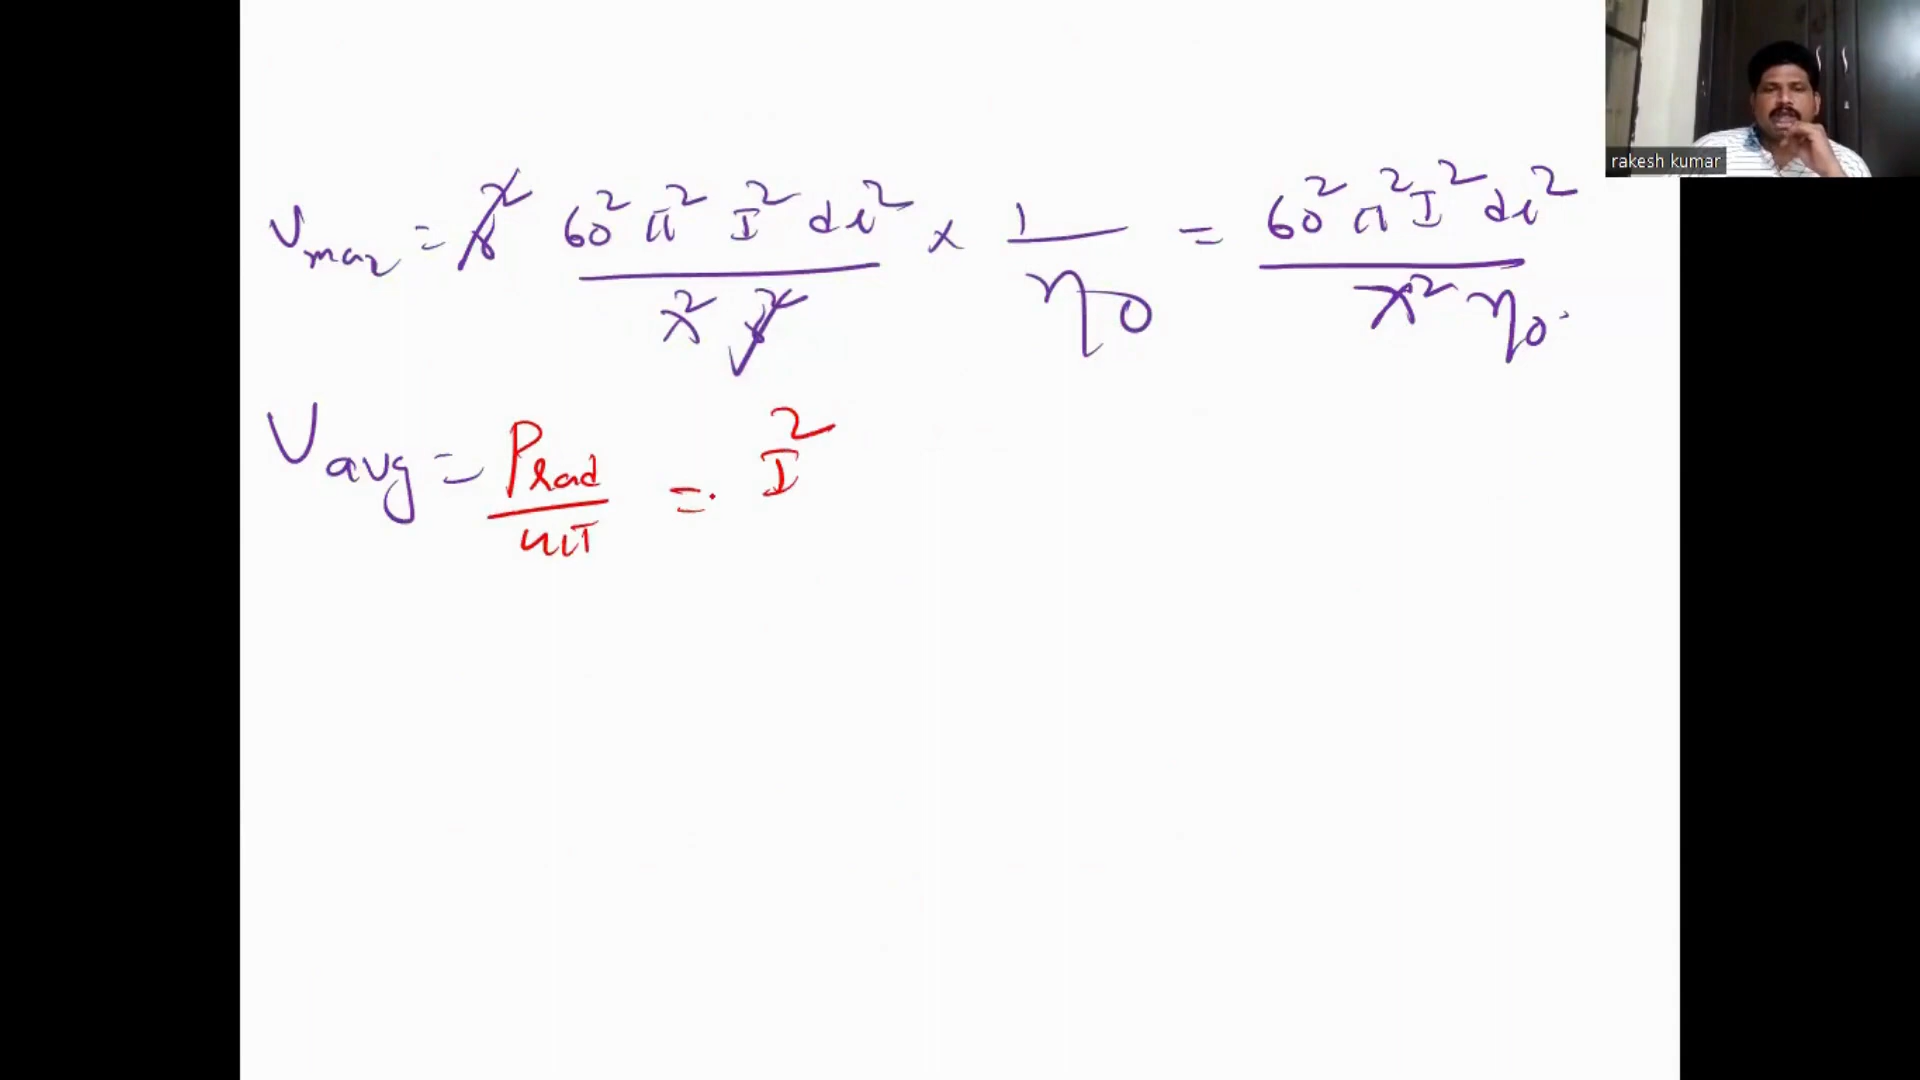 rakesh kumar
Umax = r² 60² π² I² dl² / λ² r² × 1 / η0 = 60² π² I² dl² / λ² η0.
Uavg = Prad / 4π = I²